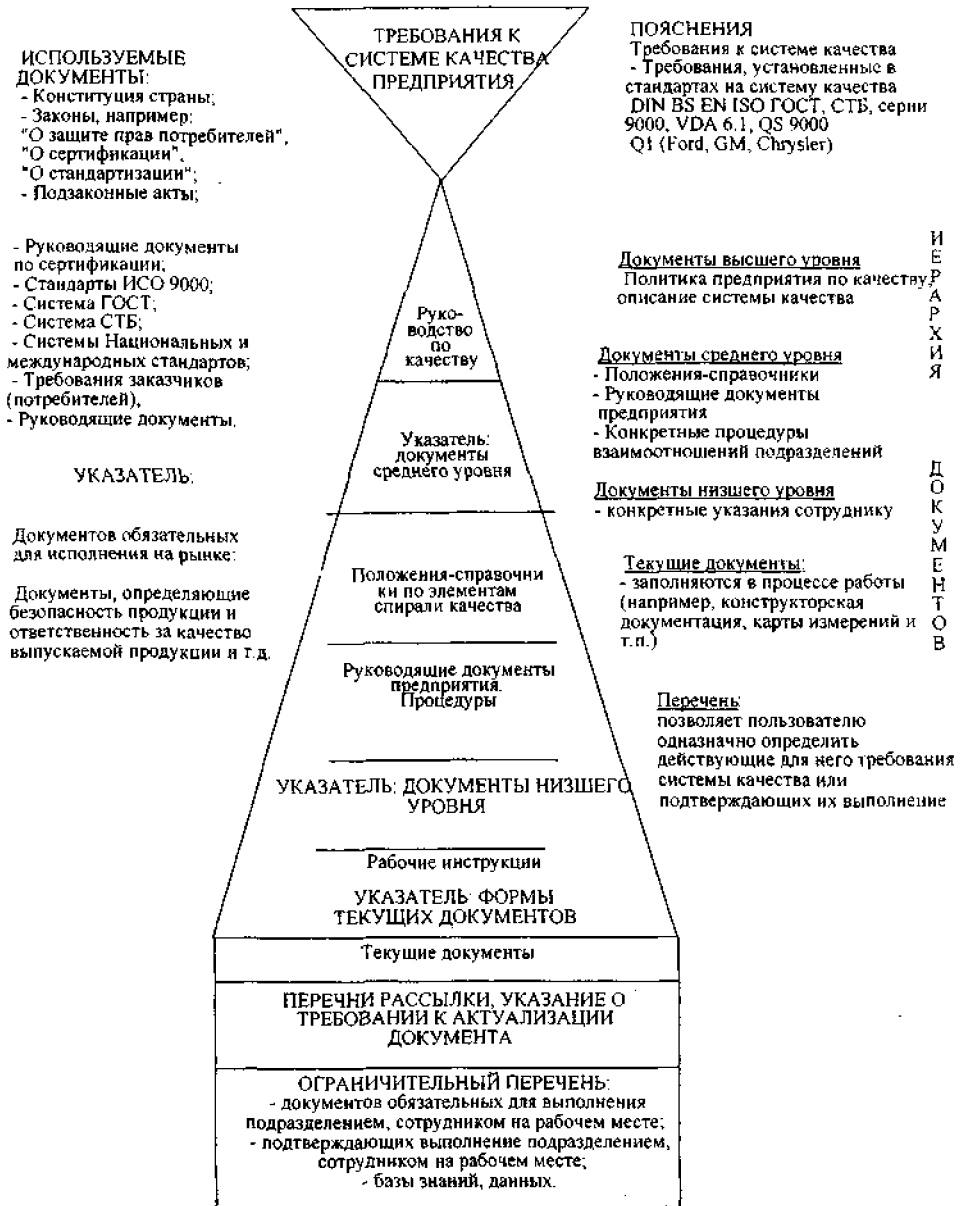 ТРЕБОВАНИЯ К
СИСТЕМЕ КАЧЕСТВА
ПРЕДПРИЯТИЯ
ИСПОЛЬЗУЕМЫЕ
ДОКУМЕНТЫ:
- Конституция страны;
- Законы, например:
"О защите прав потребителей",
"О сертификации",
"О стандартизации";
- Подзаконные акты;
- Руководящие документы
по сертификации;
- Стандарты ИСО 9000;
- Система ГОСТ;
- Система СТБ;
- Системы Национальных и
международных стандартов;
- Требования заказчиков
(потребителей),
- Руководящие документы.
УКАЗАТЕЛЬ:
Документов обязательных
для исполнения на рынке:
Документы, определяющие
безопасность продукции и
ответственность за качество
выпускаемой продукции и т.д.
Руко-
водство
по
качеству
Указатель:
документы
среднего уровня
Положения-справочни
ки по элементам
спирали качества
Руководящие документы
предприятия.
Процедуры
УКАЗАТЕЛЬ: ДОКУМЕНТЫ НИЗШЕГО
УРОВНЯ
Рабочие инструкции
УКАЗАТЕЛЬ: ФОРМЫ
ТЕКУЩИХ ДОКУМЕНТОВ
Текущие документы
ПЕРЕЧНИ РАССЫЛКИ, УКАЗАНИЕ О
ТРЕБОВАНИИ К АКТУАЛИЗАЦИИ
ДОКУМЕНТА
ОГРАНИЧИТЕЛЬНЫЙ ПЕРЕЧЕНЬ:
- документов обязательных для выполнения
подразделением, сотрудником на рабочем месте;
- подтверждающих выполнение подразделением,
сотрудником на рабочем месте;
- базы знаний, данных.
ПОЯСНЕНИЯ
Требования к системе качества
- Требования, установленные в
стандартах на систему качества
DIN BS EN ISO ГОСТ, СТБ, серии
9000, VDA 6.1, QS 9000
Q1 (Ford, GM, Chrysler)
Документы высшего уровня
Политика предприятия по качеству,
описание системы качества
Документы среднего уровня
- Положения-справочники
- Руководящие документы
предприятия
- Конкретные процедуры
взаимоотношений подразделений
Документы низшего уровня
- конкретные указания сотруднику
Текущие документы:
- заполняются в процессе работы
(например, конструкторская
документация, карты измерений и
т.п.)
Перечень:
позволяет пользователю
одназначно определить
действующие для него требования
системы качества или
подтверждающих их выполнение
ИЕРАРХИЯ
ДОКУМЕНТОВ